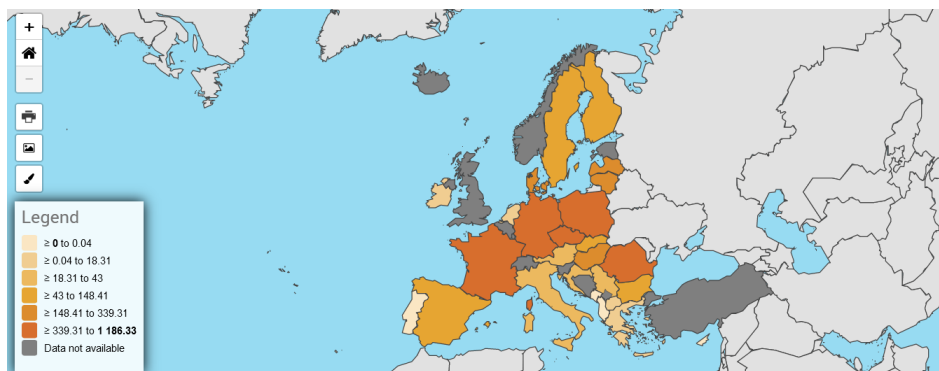 +
−
Legend
≥ 0 to 0.04
≥ 0.04 to 18.31
≥ 18.31 to 43
≥ 43 to 148.41
≥ 148.41 to 339.31
≥ 339.31 to 1 186.33
Data not available